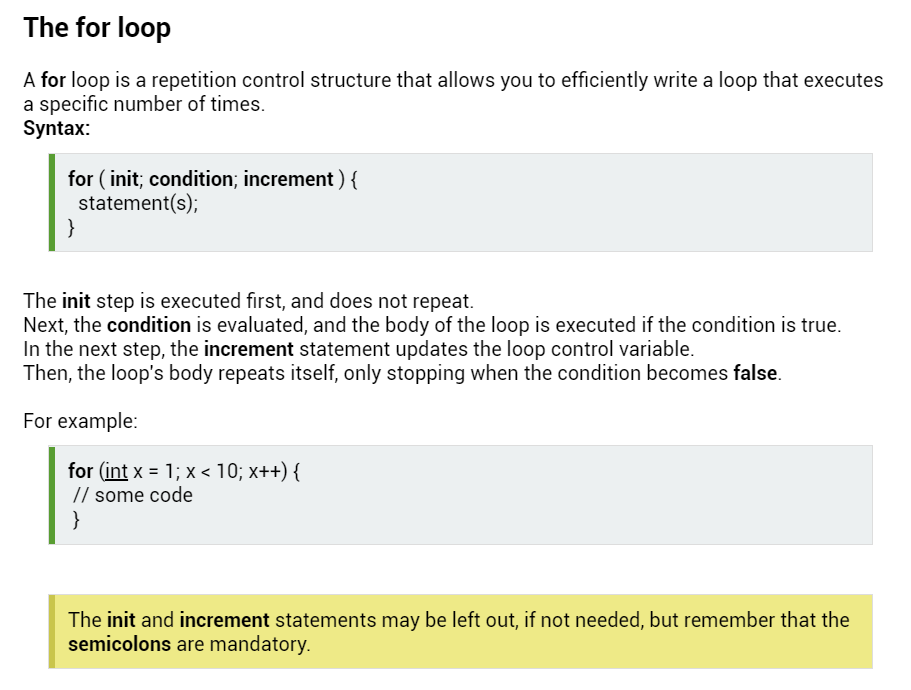 The for loop
A for loop is a repetition control structure that allows you to efficiently write a loop that executes
a specific number of times.
Syntax:
for ( init; condition; increment ) {
statement(s);
}
The init step is executed first, and does not repeat.
Next, the condition is evaluated, and the body of the loop is executed if the condition is true.
In the next step, the increment statement updates the loop control variable.
Then, the loop's body repeats itself, only stopping when the condition becomes false.
For example:
for (int x = 1; x < 10; x++) {
// some code
}
The init and increment statements may be left out, if not needed, but remember that the
semicolons are mandatory.